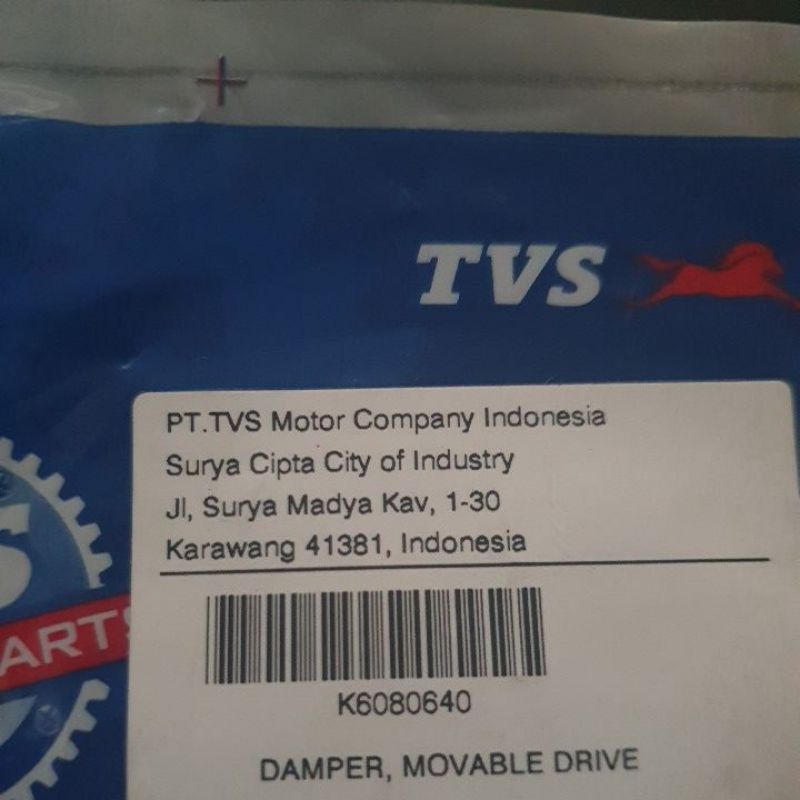 TVS
PT.TVS Motor Company Indonesia
Surya Cipta City of Industry
Jl, Surya Madya Kav, 1-30
Karawang 41381, Indonesia
K6080640
DAMPER, MOVABLE DRIVE